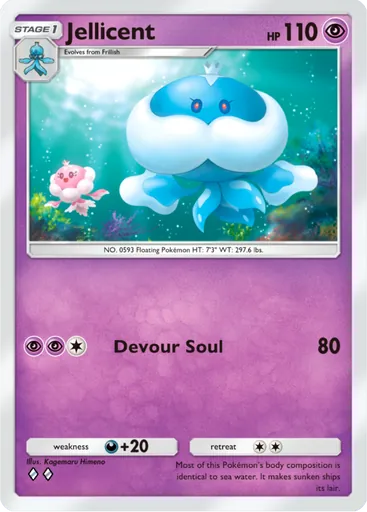 STAGE 1
Jellicent
HP 110
Evolves from Frillish
NO. 0593 Floating Pokémon HT: 7'3" WT: 297.6 lbs.
Devour Soul 80
weakness +20
retreat
Illus. Kagemaru Himeno
Most of this Pokémon's body composition is
identical to sea water. It makes sunken ships
its lair.